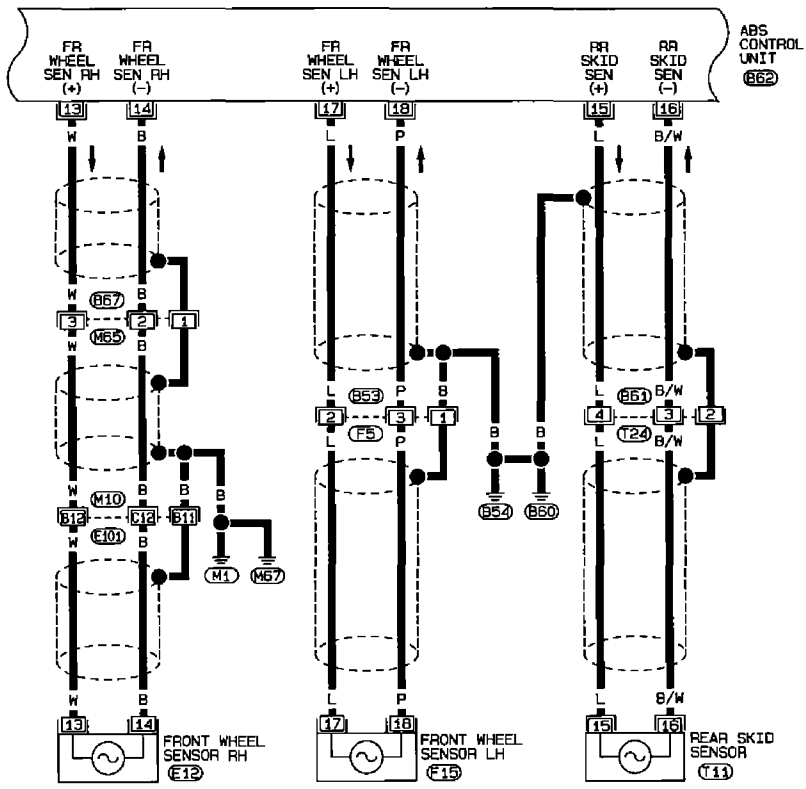 FR
WHEEL
SEN RH
(+)
FR
WHEEL
SEN RH
(-)
FR
WHEEL
SEN LH
(+)
FR
WHEEL
SEN LH
(-)
RR
SKID
SEN
(+)
RR
SKID
SEN
(-)
ABS
CONTROL
UNIT
B62
13 14 17 18 15 16
W B L P L B/W
W B
B67
3 2 1
M65
W B
L P B
B53
2 3 1
F5
L P
L B/W
B61
4 3 2
T24
L B/W
B B
B54 B60
W B B B
M10
B12 C12 B11
E101
W B
M1 M67
W B L P L B/W
13 14 17 18 15 16
FRONT WHEEL
SENSOR RH
E12
FRONT WHEEL
SENSOR LH
F15
REAR SKID
SENSOR
T11